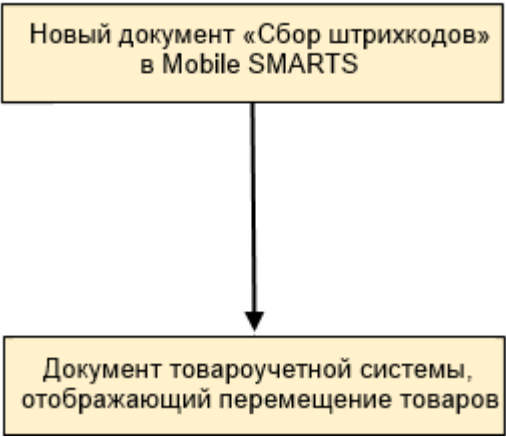 Новый документ «Сбор штрихкодов»
в Mobile SMARTS
Документ товароучетной системы,
отображающий перемещение товаров